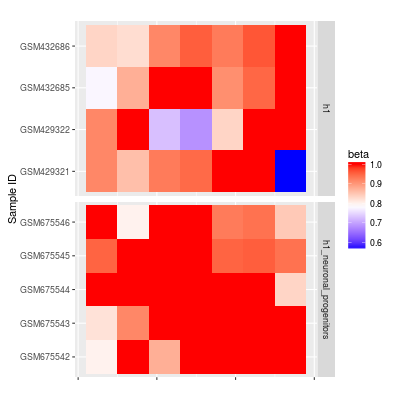 GSM432686
GSM432685
GSM429322
GSM429321
h1
GSM675546
GSM675545
GSM675544
GSM675543
GSM675542
h1_neuronal_progenitors
Sample ID
beta
1.0
0.9
0.8
0.7
0.6